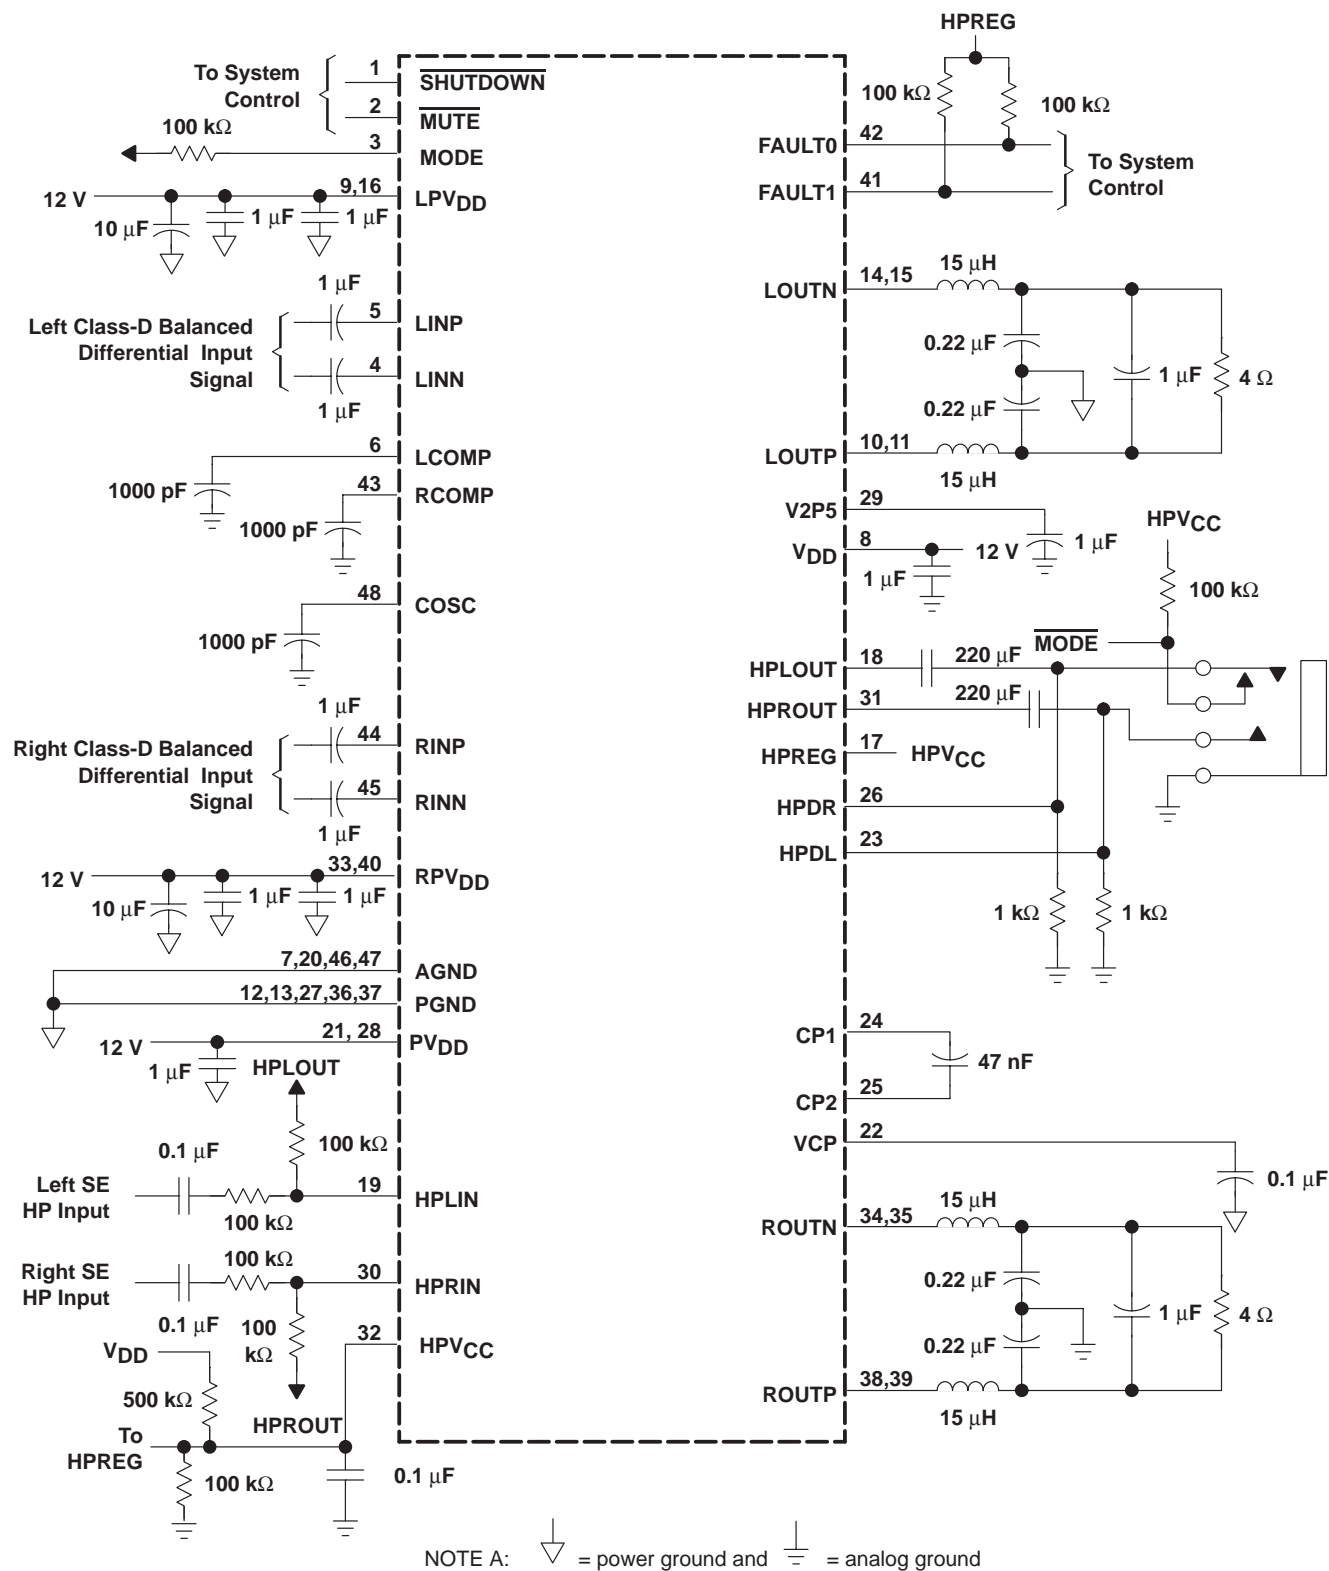 HPREG
To System
Control
1
SHUTDOWN
2
MUTE
100 kΩ
3
MODE
100 kΩ
100 kΩ
42
FAULT0
41
FAULT1
To System
Control
12 V
9,16
LPVDD
10 μF
1 μF
1 μF
1 μF
5
LINP
Left Class-D Balanced
Differential Input
Signal
4
LINN
1 μF
15 μH
14,15
LOUTN
0.22 μF
0.22 μF
1 μF
4 Ω
10,11
LOUTP
15 μH
6
LCOMP
1000 pF
43
RCOMP
1000 pF
29
V2P5
1 μF
8
VDD
12 V
1 μF
HPVCC
100 kΩ
MODE
48
COSC
1000 pF
18
HPLOUT
220 μF
31
HPROUT
220 μF
17
HPREG
HPVCC
26
HPDR
23
HPDL
1 kΩ
1 kΩ
1 μF
44
RINP
Right Class-D Balanced
Differential Input
Signal
45
RINN
1 μF
12 V
33,40
RPVDD
10 μF
1 μF
1 μF
7,20,46,47
AGND
12,13,27,36,37
PGND
12 V
21, 28
PVDD
1 μF
HPLOUT
100 kΩ
0.1 μF
Left SE
HP Input
19
HPLIN
100 kΩ
100 kΩ
Right SE
HP Input
30
HPRIN
0.1 μF
100
kΩ
HPROUT
32
HPVCC
VDD
500 kΩ
To
HPREG
100 kΩ
0.1 μF
24
CP1
47 nF
25
CP2
22
VCP
0.1 μF
15 μH
34,35
ROUTN
0.22 μF
0.22 μF
1 μF
4 Ω
38,39
ROUTP
15 μH
NOTE A: = power ground and = analog ground